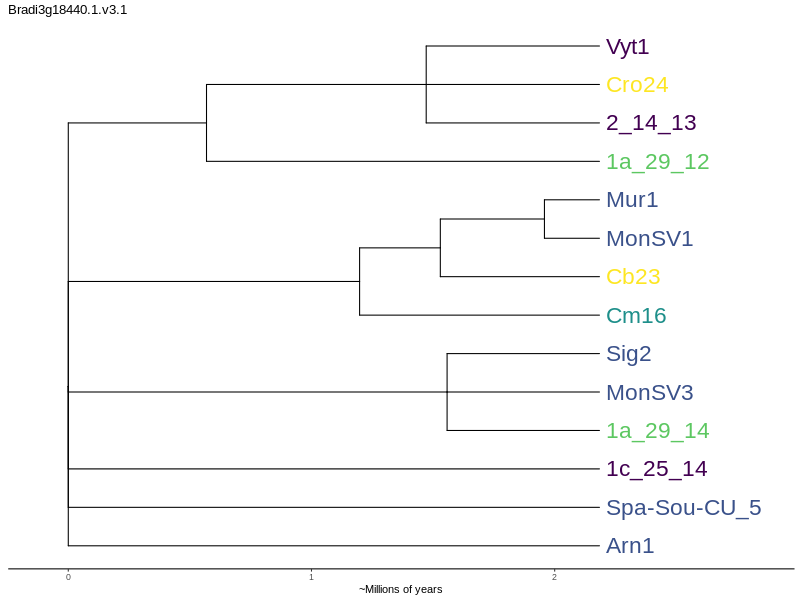 Bradi3g18440.1.v3.1
Vyt1
Cro24
2_14_13
1a_29_12
Mur1
MonSV1
Cb23
Cm16
Sig2
MonSV3
1a_29_14
1c_25_14
Spa-Sou-CU_5
Arn1
0 1 2
~Millions of years